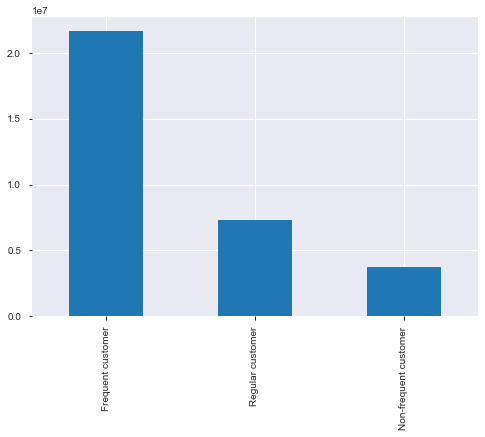 1e7
2.0
1.5
1.0
0.5
0.0
Frequent customer
Regular customer
Non-frequent customer